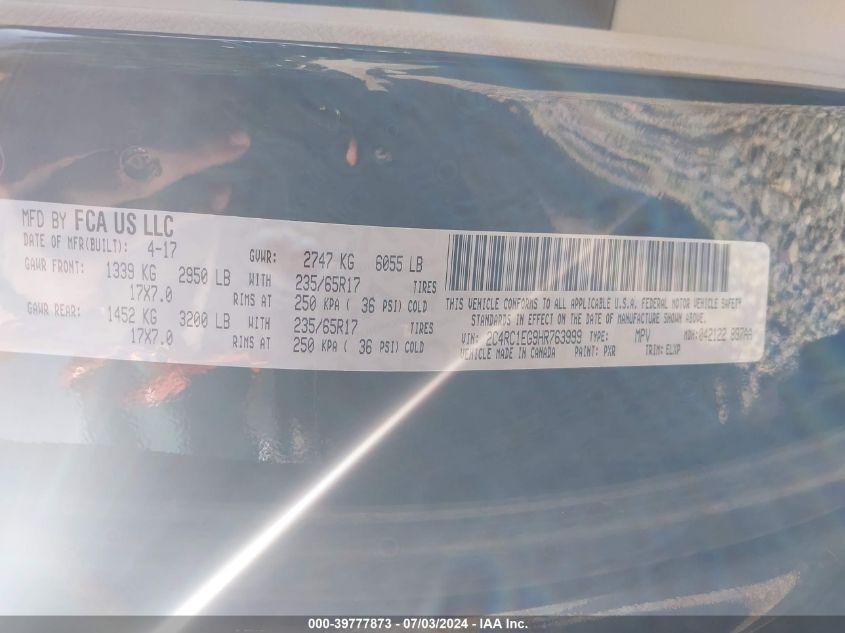 MFD BY FCA US LLC
DATE OF MFR(BUILT): 4-17 GVWR: 2747 KG 6055 LB
GAWR FRONT: 1339 KG 2950 LB WITH 235/65R17 TIRES
17X7.0 RIMS AT 250 KPA ( 36 PSI) COLD
GAWR REAR: 1452 KG 3200 LB WITH 235/65R17 TIRES
17X7.0 RIMS AT 250 KPA ( 36 PSI) COLD
THIS VEHICLE CONFORMS TO ALL APPLICABLE U.S.A. FEDERAL MOTOR VEHICLE SAFETY
STANDARDS IN EFFECT ON THE DATE OF MANUFACTURE SHOWN ABOVE.
VIN: 2C4RC1EG9HR763999 TYPE: MPV MDH: 042122 897AA
VEHICLE MADE IN CANADA PAINT: PXR TRIM: ELXP
000-39777873 - 07/03/2024 - IAA Inc.